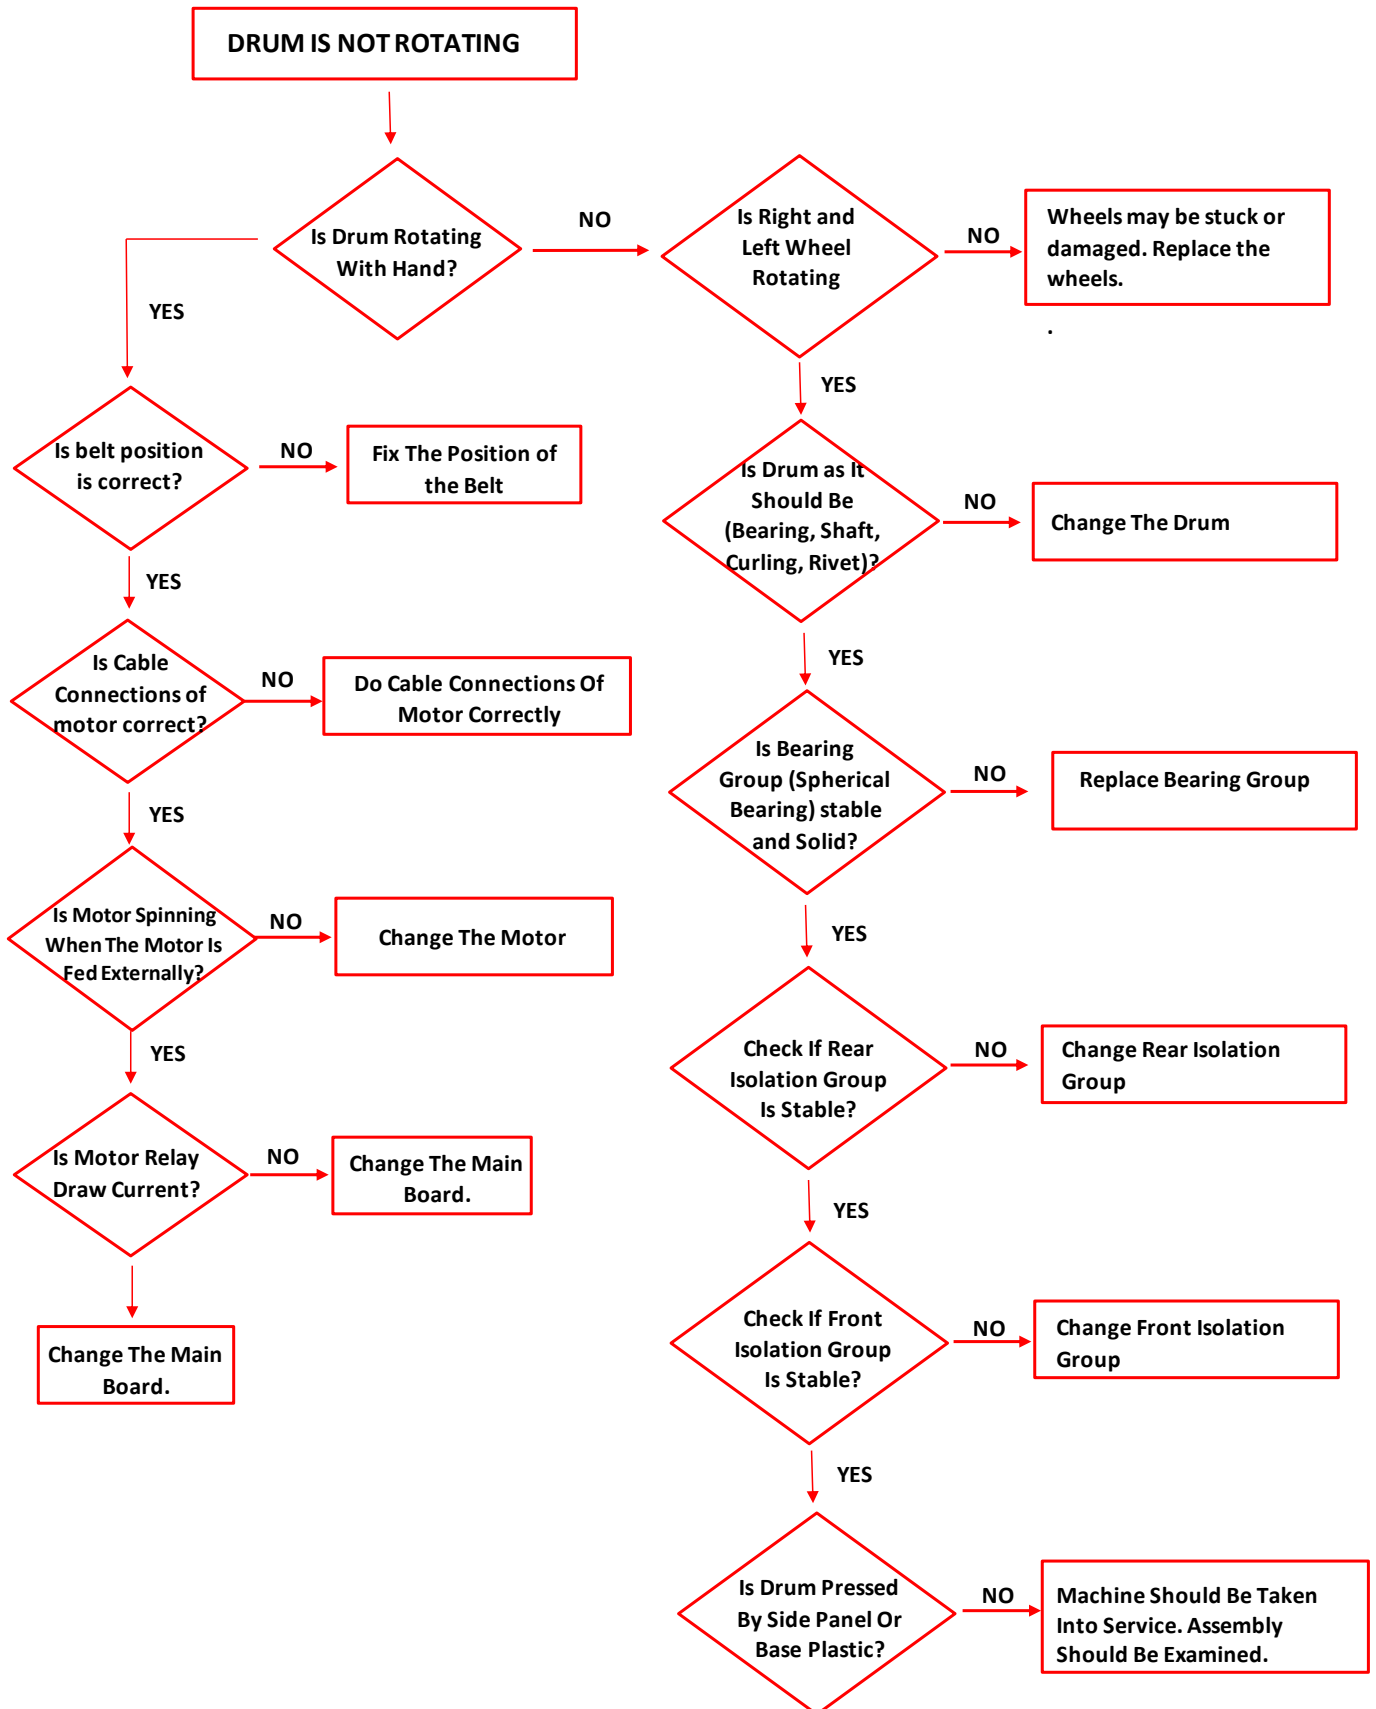 DRUM IS NOT ROTATING
Is Drum Rotating
With Hand?
NO
Is Right and
Left Wheel
Rotating
NO
Wheels may be stuck or
damaged. Replace the
wheels.
.
YES
YES
Is belt position
is correct?
NO
Fix The Position of
the Belt
Is Drum as It
Should Be
(Bearing, Shaft,
Curling, Rivet)?
NO
Change The Drum
YES
YES
Is Cable
Connections of
motor correct?
NO
Do Cable Connections Of
Motor Correctly
Is Bearing
Group (Spherical
Bearing) stable
and Solid?
NO
Replace Bearing Group
YES
YES
Is Motor Spinning
When The Motor Is
Fed Externally?
NO
Change The Motor
Check If Rear
Isolation Group
Is Stable?
NO
Change Rear Isolation
Group
YES
YES
Is Motor Relay
Draw Current?
NO
Change The Main
Board.
Change The Main
Board.
Check If Front
Isolation Group
Is Stable?
NO
Change Front Isolation
Group
YES
Is Drum Pressed
By Side Panel Or
Base Plastic?
NO
Machine Should Be Taken
Into Service. Assembly
Should Be Examined.